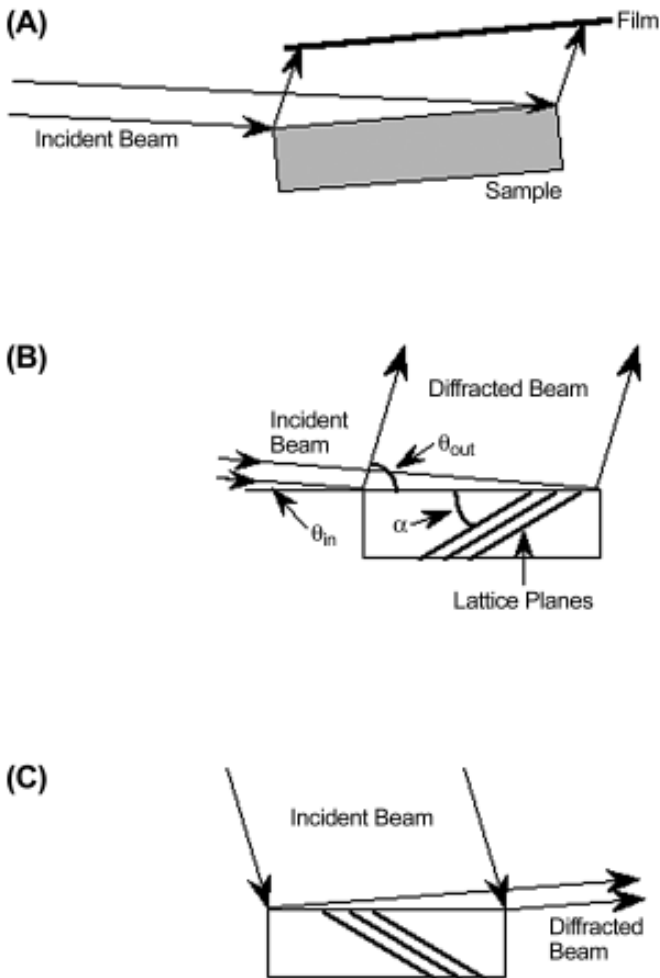 (A)
Film
Incident Beam
Sample
(B)
Diffracted Beam
Incident
Beam
θout
θin
α
Lattice Planes
(C)
Incident Beam
Diffracted
Beam